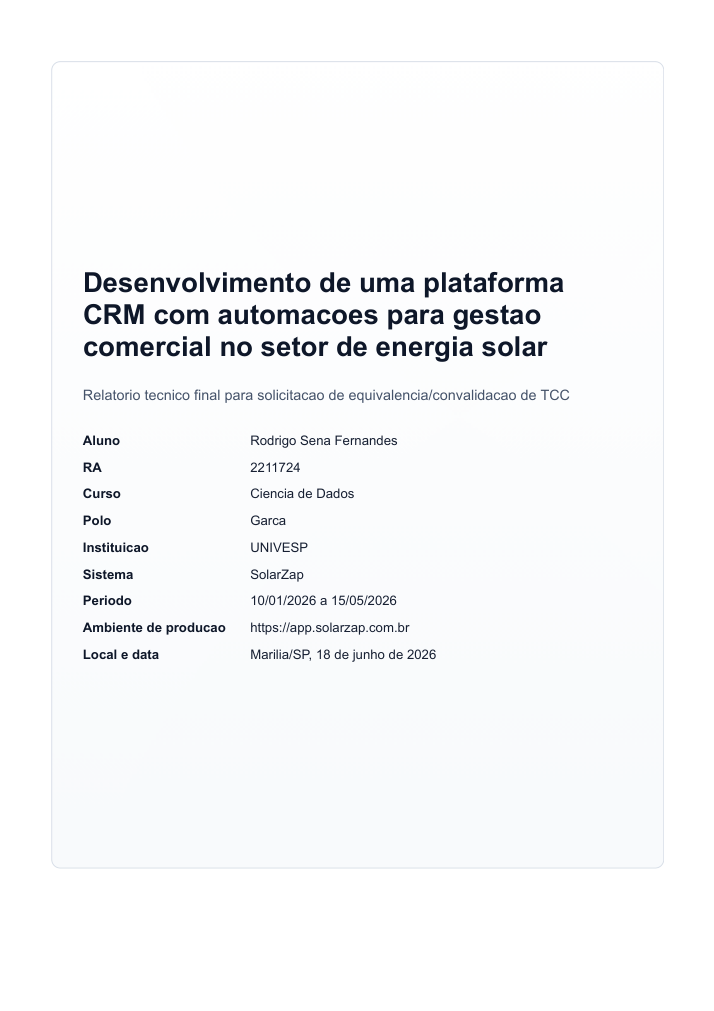 Desenvolvimento de uma plataforma
CRM com automacoes para gestao
comercial no setor de energia solar
Relatorio tecnico final para solicitacao de equivalencia/convalidacao de TCC
Aluno Rodrigo Sena Fernandes
RA 2211724
Curso Ciencia de Dados
Polo Garca
Instituicao UNIVESP
Sistema SolarZap
Periodo 10/01/2026 a 15/05/2026
Ambiente de producao https://app.solarzap.com.br
Local e data Marilia/SP, 18 de junho de 2026